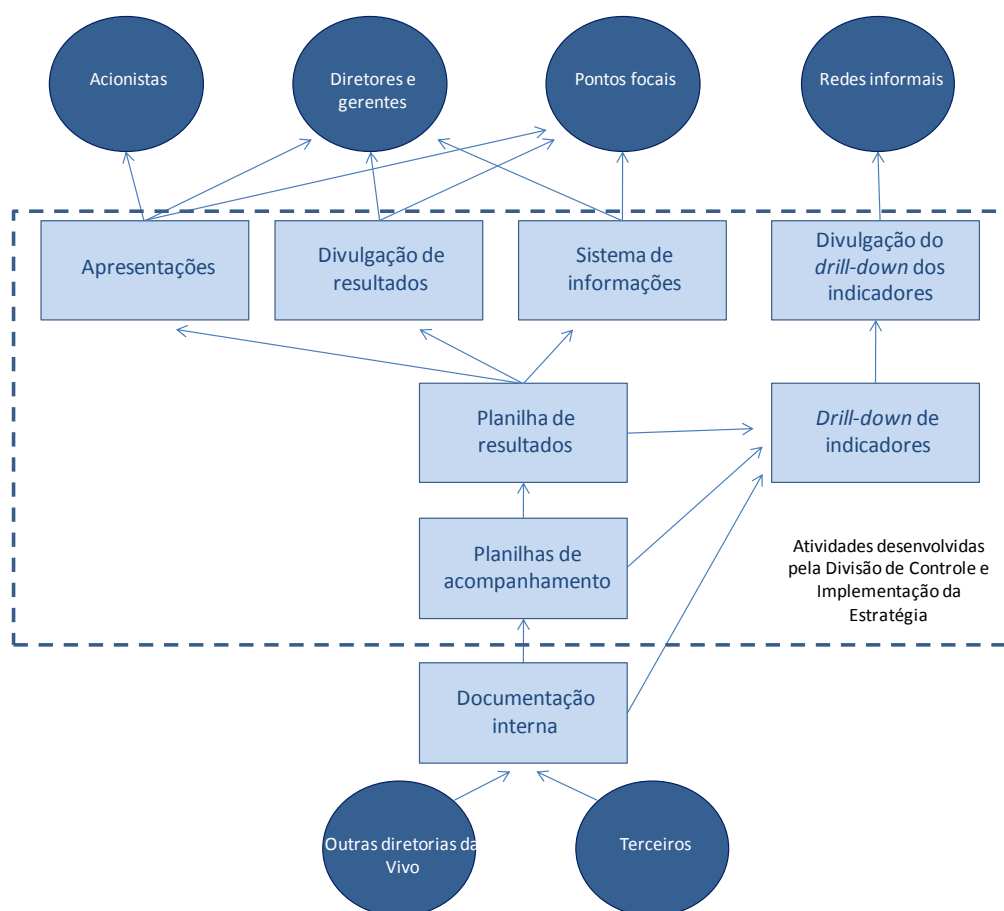 Acionistas
Diretores e
gerentes
Pontos focais
Redes informais
Apresentações
Divulgação de
resultados
Sistema de
informações
Divulgação do
drill-down dos
indicadores
Planilha de
resultados
Drill-down de
indicadores
Planilhas de
acompanhamento
Atividades desenvolvidas
pela Divisão de Controle e
Implementação da
Estratégia
Documentação
interna
Outras diretorias da
Vivo
Terceiros